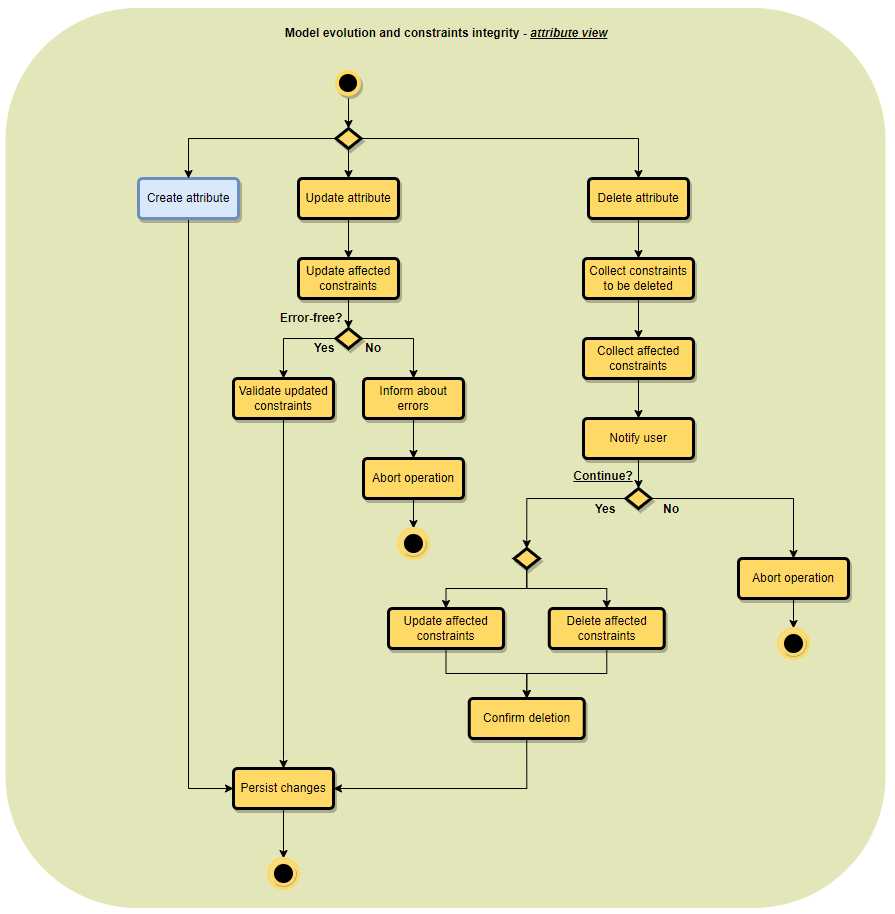 Model evolution and constraints integrity - attribute view
Create attribute
Update attribute
Delete attribute
Update affected
constraints
Collect constraints
to be deleted
Error-free?
Yes
No
Collect affected
constraints
Validate updated
constraints
Inform about
errors
Notify user
Abort operation
Continue?
Yes
No
Abort operation
Update affected
constraints
Delete affected
constraints
Confirm deletion
Persist changes